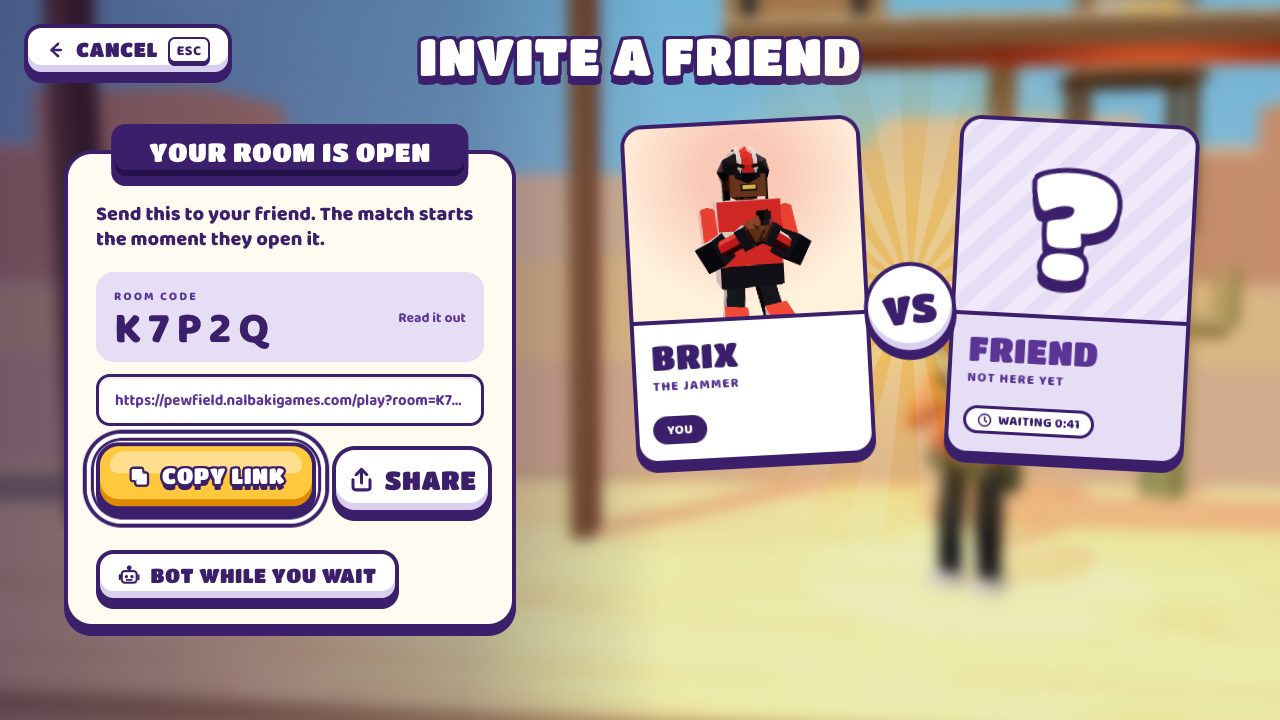 CANCEL ESC
INVITE A FRIEND
YOUR ROOM IS OPEN
Send this to your friend. The match starts
the moment they open it.
ROOM CODE
K7P2Q
Read it out
https://pewfield.nalbakigames.com/play?room=K7...
COPY LINK
SHARE
BOT WHILE YOU WAIT
BRIX
THE JAMMER
YOU
VS
?
FRIEND
NOT HERE YET
WAITING 0:41